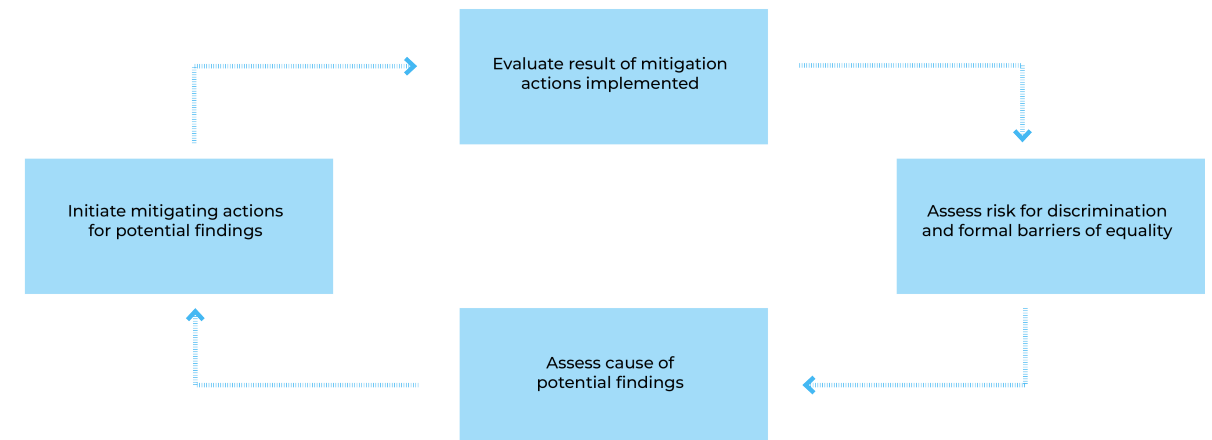 Evaluate result of mitigation
actions implemented
Initiate mitigating actions
for potential findings
Assess risk for discrimination
and formal barriers of equality
Assess cause of
potential findings